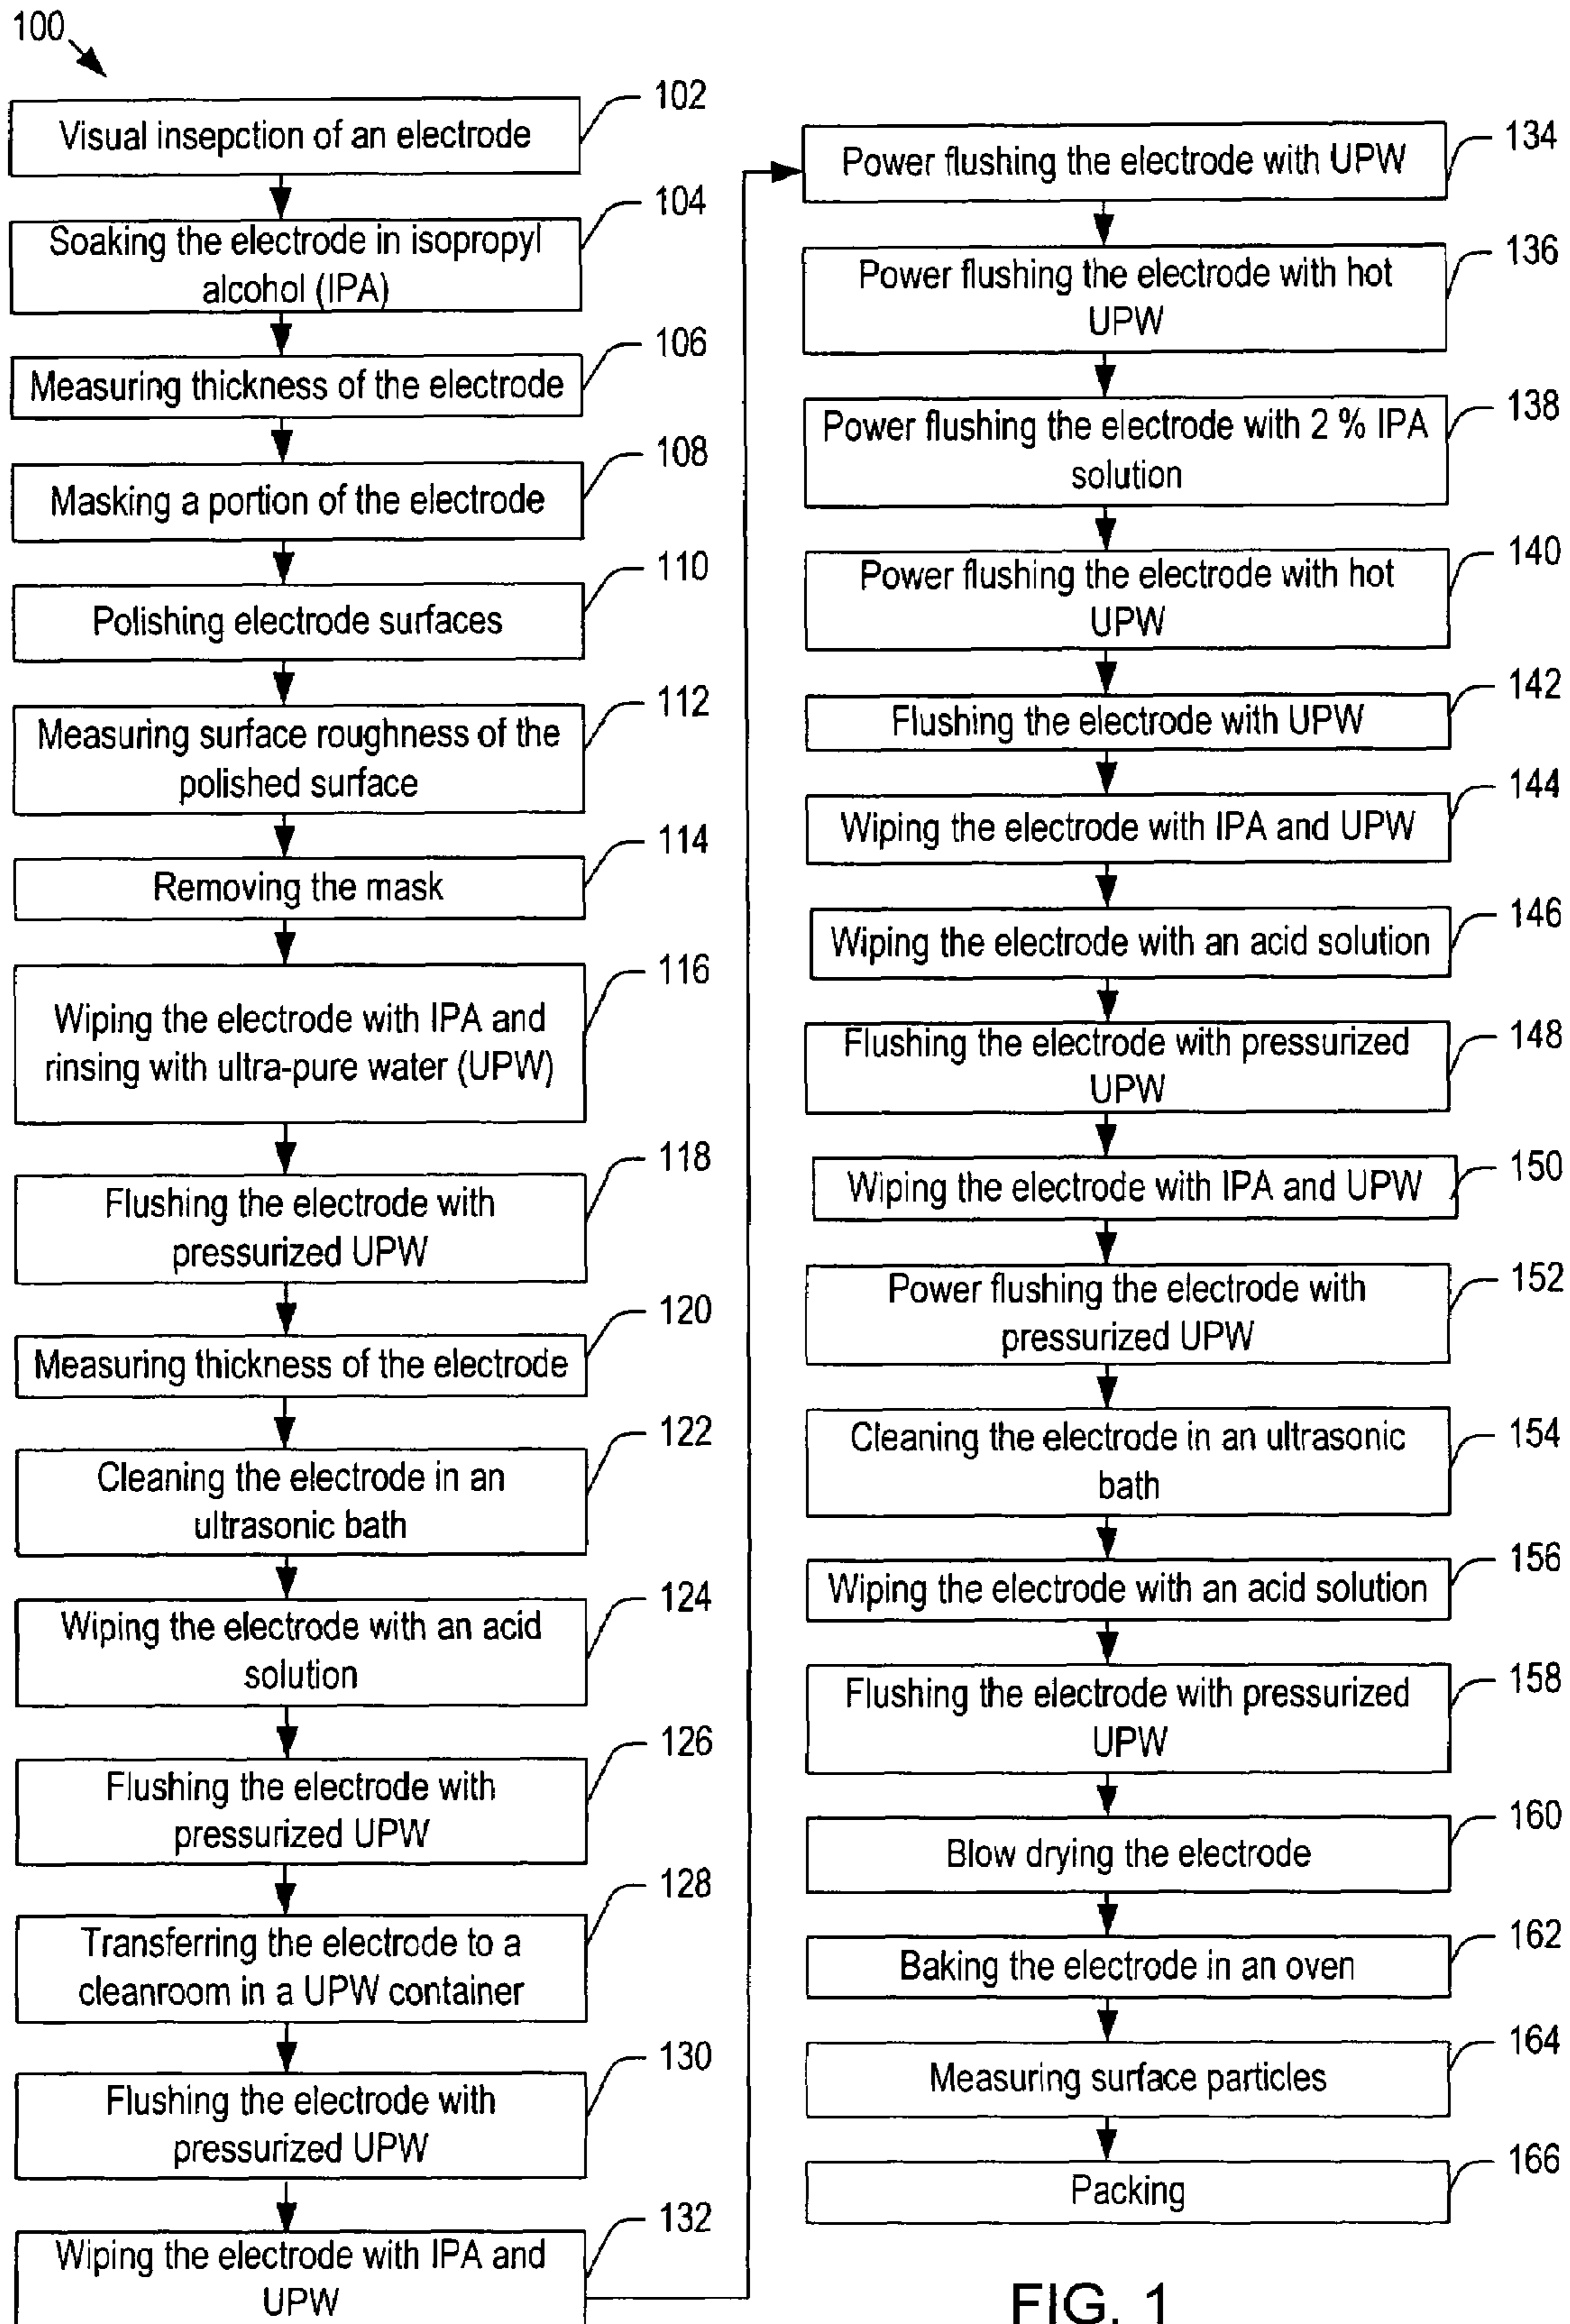 100
Visual insepction of an electrode
102
Soaking the electrode in isopropyl
alcohol (IPA)
104
Measuring thickness of the electrode
106
Masking a portion of the electrode
108
Polishing electrode surfaces
110
Measuring surface roughness of the
polished surface
112
Removing the mask
114
Wiping the electrode with IPA and
rinsing with ultra-pure water (UPW)
116
Flushing the electrode with
pressurized UPW
118
Measuring thickness of the electrode
120
Cleaning the electrode in an
ultrasonic bath
122
Wiping the electrode with an acid
solution
124
Flushing the electrode with
pressurized UPW
126
Transferring the electrode to a
cleanroom in a UPW container
128
Flushing the electrode with
pressurized UPW
130
Wiping the electrode with IPA and
UPW
132
Power flushing the electrode with UPW
134
Power flushing the electrode with hot
UPW
136
Power flushing the electrode with 2 % IPA
solution
138
Power flushing the electrode with hot
UPW
140
Flushing the electrode with UPW
142
Wiping the electrode with IPA and UPW
144
Wiping the electrode with an acid solution
146
Flushing the electrode with pressurized
UPW
148
Wiping the electrode with IPA and UPW
150
Power flushing the electrode with
pressurized UPW
152
Cleaning the electrode in an ultrasonic
bath
154
Wiping the electrode with an acid solution
156
Flushing the electrode with pressurized
UPW
158
Blow drying the electrode
160
Baking the electrode in an oven
162
Measuring surface particles
164
Packing
166
FIG. 1